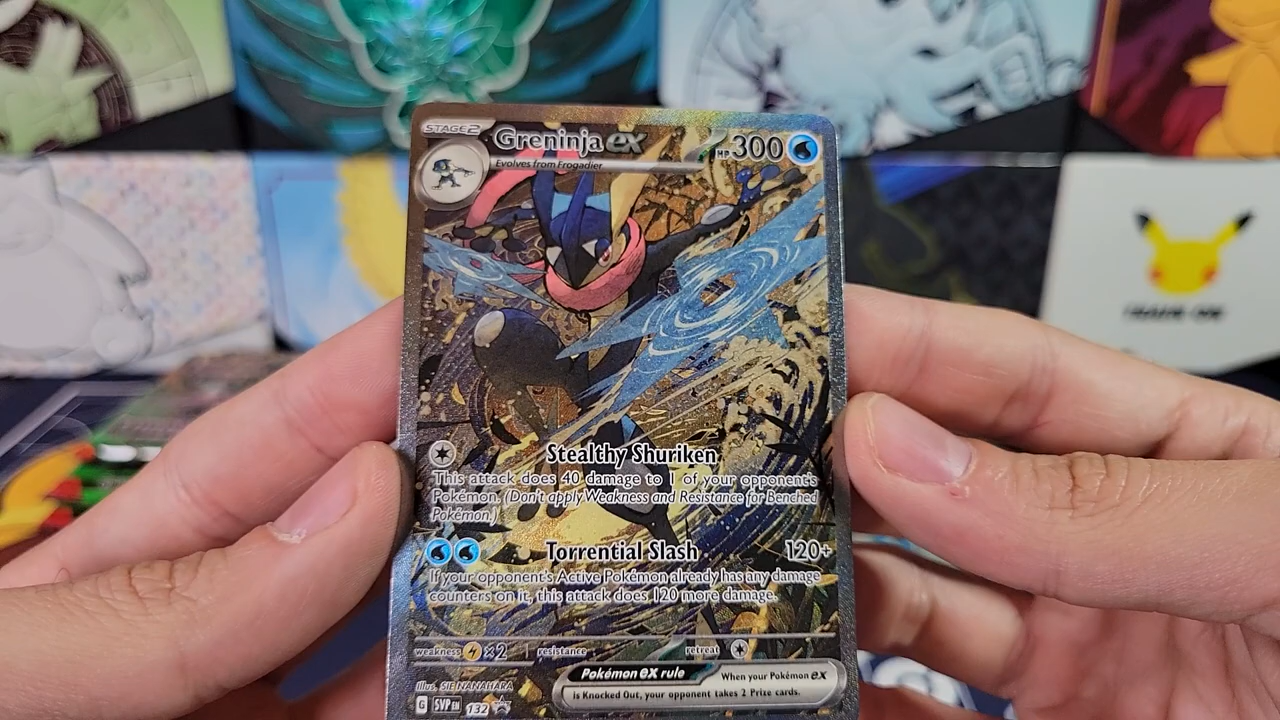 STAGE 2 Greninja ex HP 300
Evolves from Frogadier
Stealthy Shuriken
This attack does 40 damage to 1 of your opponent's
Pokémon. (Don't apply Weakness and Resistance for Benched
Pokémon.)
Torrential Slash 120+
If your opponent's Active Pokémon already has any damage
counters on it, this attack does 120 more damage.
weakness ×2 resistance retreat
Pokémon ex rule When your Pokémon ex
is Knocked Out, your opponent takes 2 Prize cards.
Illus. SIE NANAHARA
G SVP EN 132